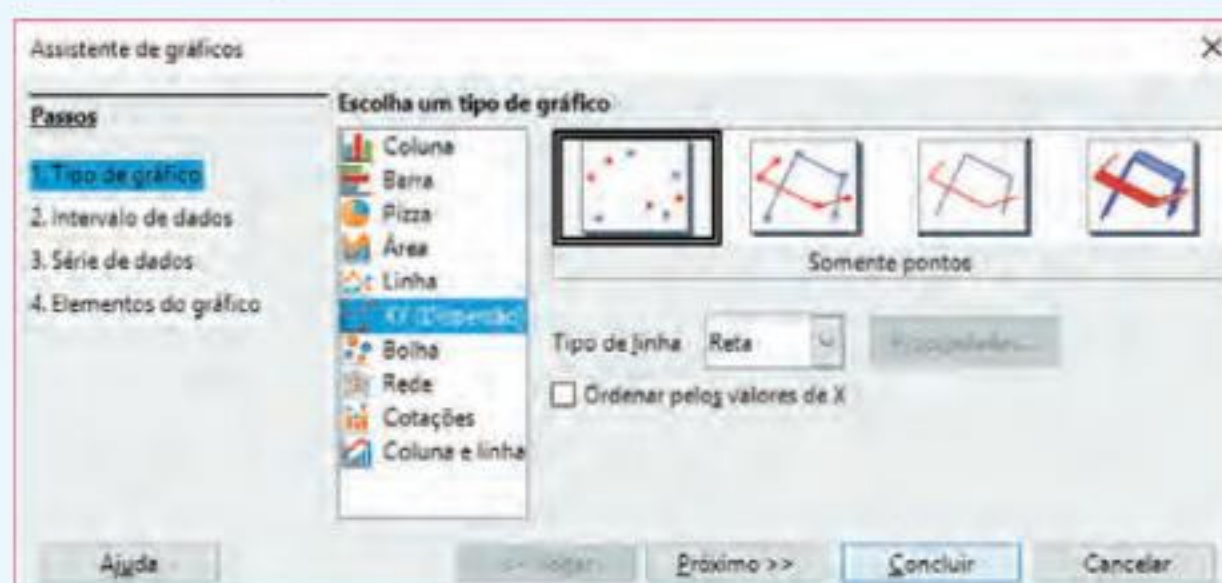 Assistente de gráficos
Passos
1. Tipo de gráfico
2. Intervalo de dados
3. Série de dados
4. Elementos do gráfico
Escolha um tipo de gráfico
Coluna
Barra
Pizza
Área
Linha
XY (Dispersão)
Bolha
Rede
Cotações
Coluna e linha
Somente pontos
Tipo de linha Reta
Ordenar pelos valores de X
Ajuda
Próximo >>
Concluir
Cancelar